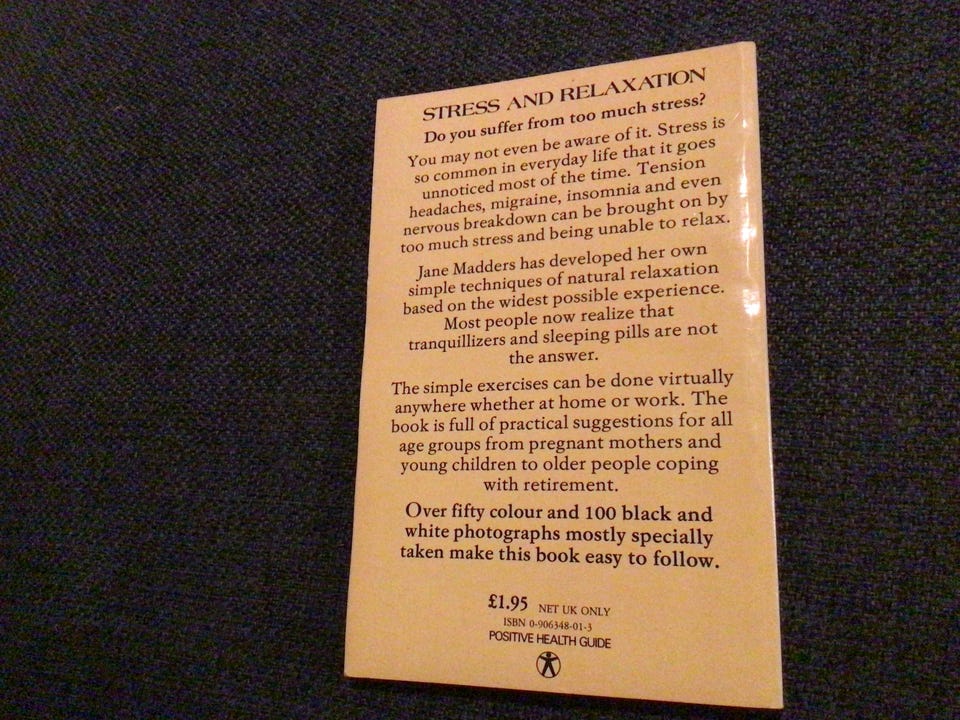 STRESS AND RELAXATION
Do you suffer from too much stress?
You may not even be aware of it. Stress is
so common in everyday life that it goes
unnoticed most of the time. Tension
headaches, migraine, insomnia and even
nervous breakdown can be brought on by
too much stress and being unable to relax.
Jane Madders has developed her own
simple techniques of natural relaxation
based on the widest possible experience.
Most people now realize that
tranquillizers and sleeping pills are not
the answer.
The simple exercises can be done virtually
anywhere whether at home or work. The
book is full of practical suggestions for all
age groups from pregnant mothers and
young children to older people coping
with retirement.
Over fifty colour and 100 black and
white photographs mostly specially
taken make this book easy to follow.
£1.95 NET UK ONLY
ISBN 0-906348-01-3
POSITIVE HEALTH GUIDE